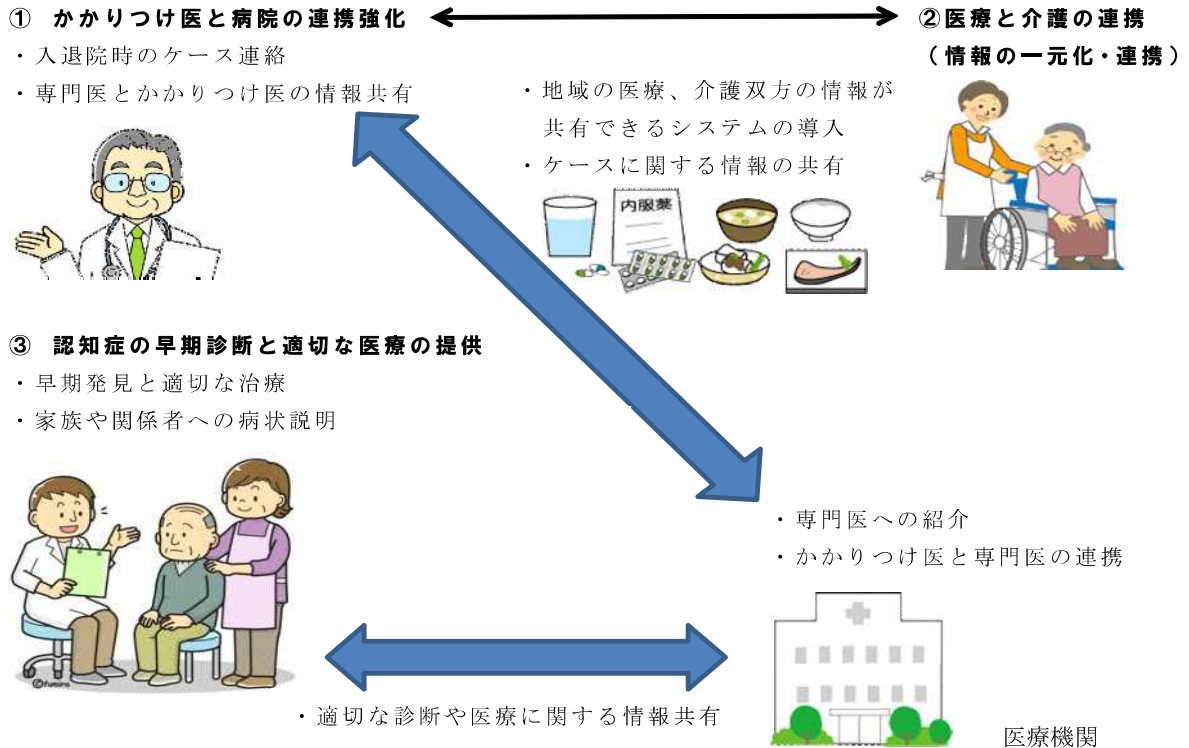 ① かかりつけ医と病院の連携強化
・入退院時のケース連絡
・専門医とかかりつけ医の情報共有
②医療と介護の連携
(情報の一元化・連携)
・地域の医療、介護双方の情報が
共有できるシステムの導入
・ケースに関する情報の共有
内服薬
③ 認知症の早期診断と適切な医療の提供
・早期発見と適切な治療
・家族や関係者への病状説明
・専門医への紹介
・かかりつけ医と専門医の連携
©fumira
・適切な診断や医療に関する情報共有
医療機関